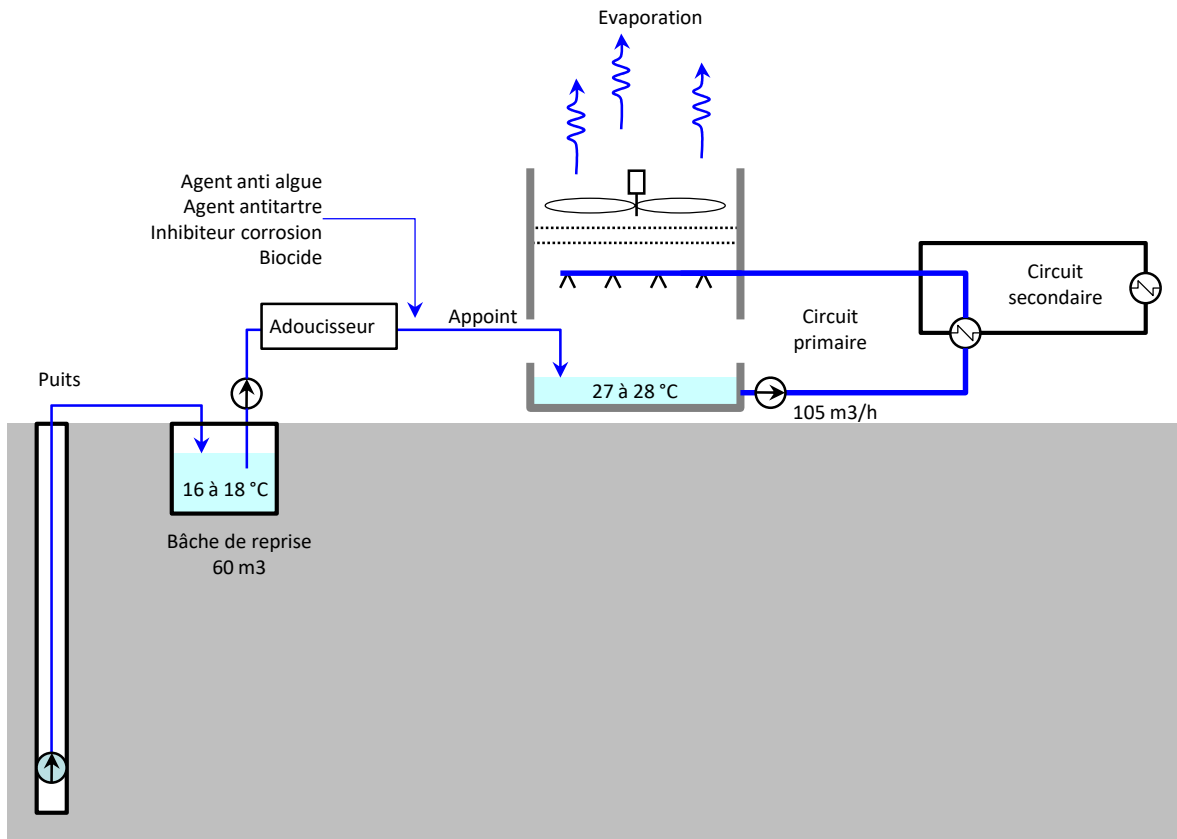 Evaporation
Agent anti algue
Agent antitartre
Inhibiteur corrosion
Biocide
Adoucisseur
Appoint
Circuit
secondaire
Circuit
primaire
Puits
27 à 28 °C
105 m3/h
16 à 18 °C
Bâche de reprise
60 m3